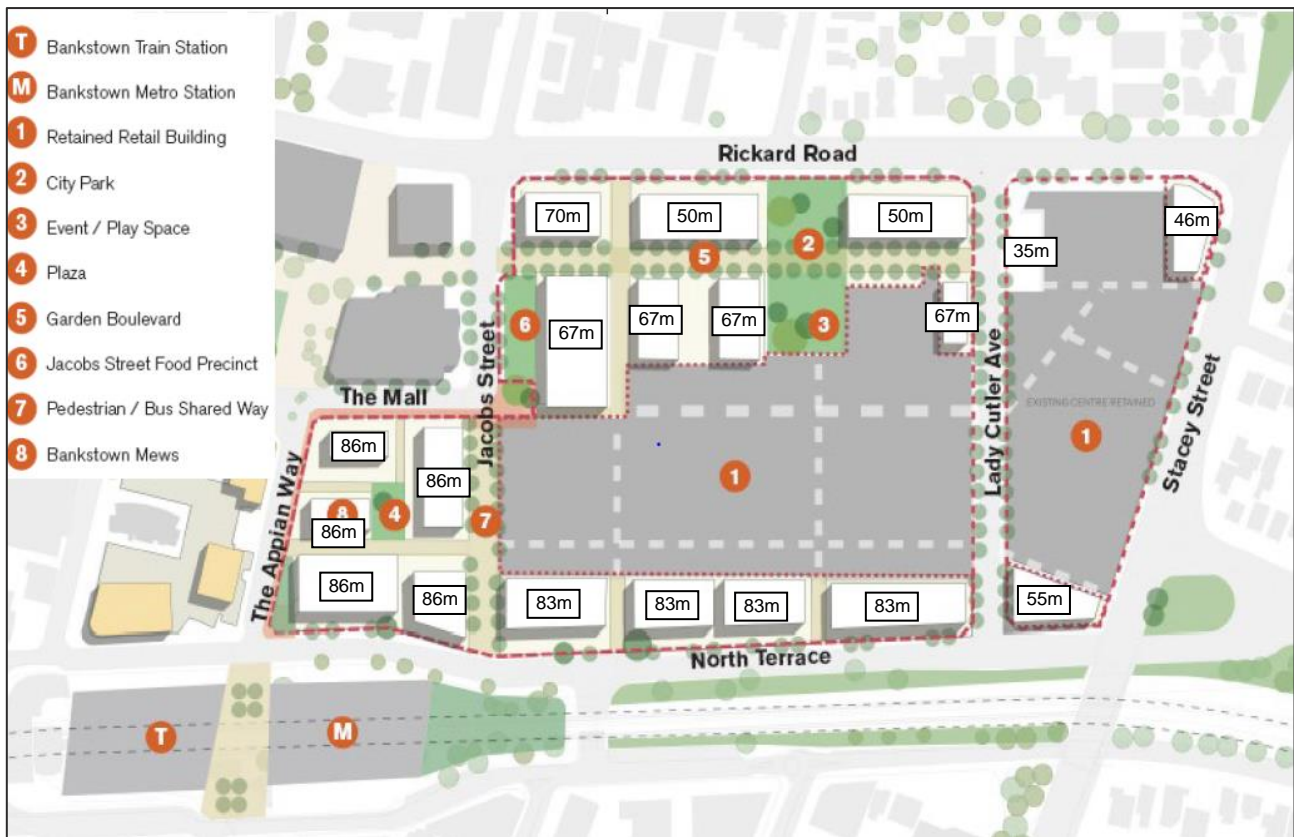 T Bankstown Train Station
M Bankstown Metro Station
1 Retained Retail Building
2 City Park
3 Event / Play Space
4 Plaza
5 Garden Boulevard
6 Jacobs Street Food Precinct
7 Pedestrian / Bus Shared Way
8 Bankstown Mews
Rickard Road
70m
50m
50m
46m
2
35m
5
6
67m
67m
67m
3
67m
Jacobs Street
Lady Cutler Ave
Stacey Street
The Mall
EXISTING CENTRE RETAINED
1
1
86m
86m
The Appian Way
8
4
7
86m
86m
86m
83m
83m
83m
83m
55m
North Terrace
T
M